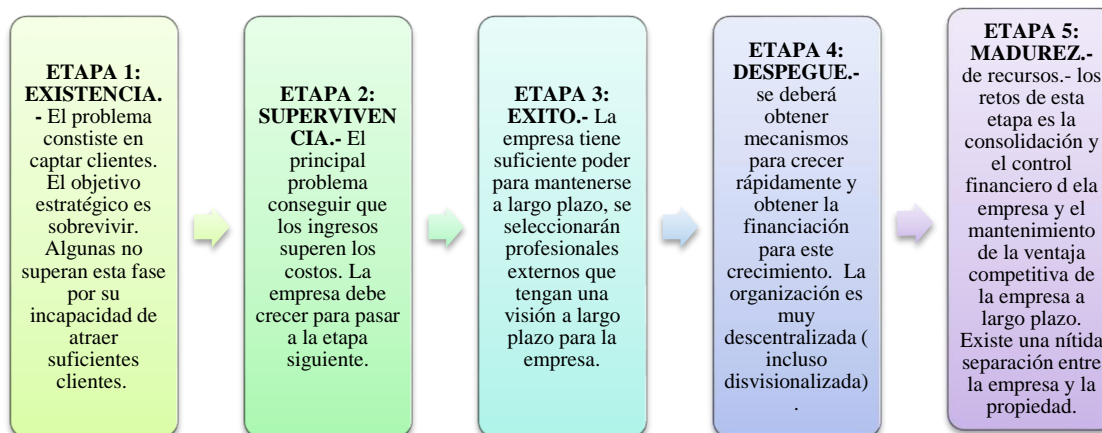 ETAPA 1:
EXISTENCIA.
- El problema
constiste en
captar clientes.
El objetivo
estratégico es
sobrevivir.
Algunas no
superan esta fase
por su
incapacidad de
atraer
suficientes
clientes.
ETAPA 2:
SUPERVIVEN
CIA.- El
principal
problema
conseguir que
los ingresos
superen los
costos. La
empresa debe
crecer para pasar
a la etapa
siguiente.
ETAPA 3:
EXITO.- La
empresa tiene
suficiente poder
para mantenerse
a largo plazo, se
seleccionarán
profesionales
externos que
tengan una
visión a largo
plazo para la
empresa.
ETAPA 4:
DESPEGUE.-
se deberá
obtener
mecanismos
para crecer
rápidamente y
obtener la
financiación
para este
crecimiento. La
organización es
muy
descentralizada (
incluso
disvisionalizada)
.
ETAPA 5:
MADUREZ.-
de recursos.- los
retos de esta
etapa es la
consolidación y
el control
financiero d ela
empresa y el
mantenimiento
de la ventaja
competitiva de
la empresa a
largo plazo.
Existe una nítida
separación entre
la empresa y la
propiedad.